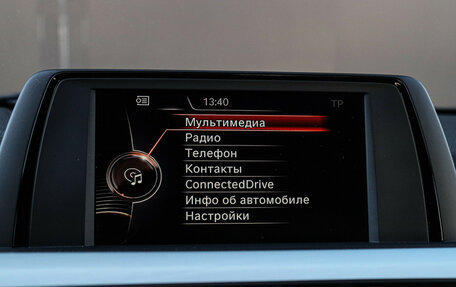 13:40 TP
Мультимедиа
Радио
Телефон
Контакты
ConnectedDrive
Инфо об автомобиле
Настройки